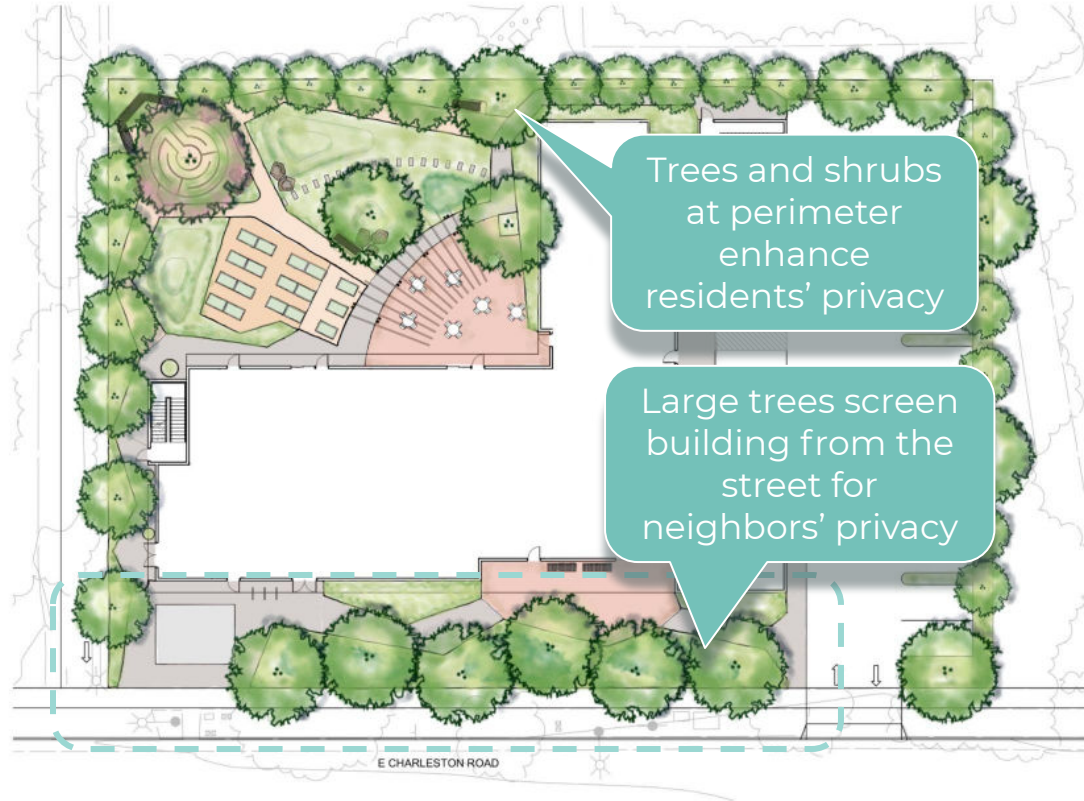 Trees and shrubs
at perimeter
enhance
residents’ privacy
Large trees screen
building from the
street for
neighbors’ privacy
E CHARLESTON ROAD